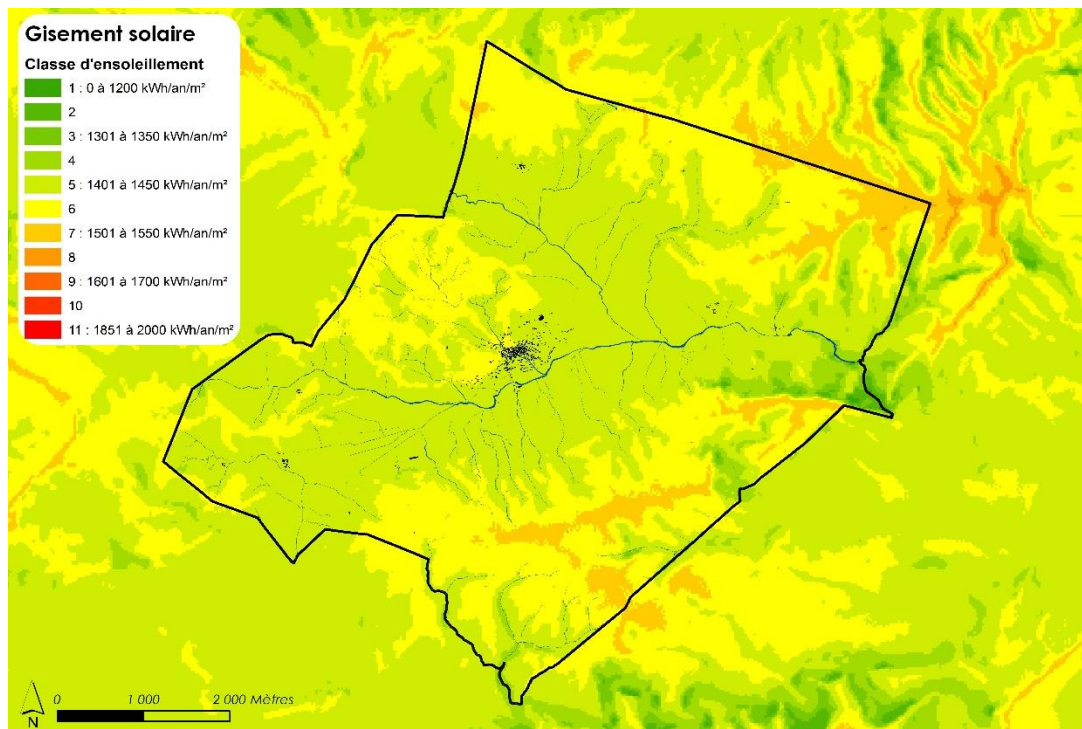 Gisement solaire
Classe d'ensoleillement
1 : 0 à 1200 kWh/an/m²
2
3 : 1301 à 1350 kWh/an/m²
4
5 : 1401 à 1450 kWh/an/m²
6
7 : 1501 à 1550 kWh/an/m²
8
9 : 1601 à 1700 kWh/an/m²
10
11 : 1851 à 2000 kWh/an/m²
N
0 1 000 2 000 Mètres